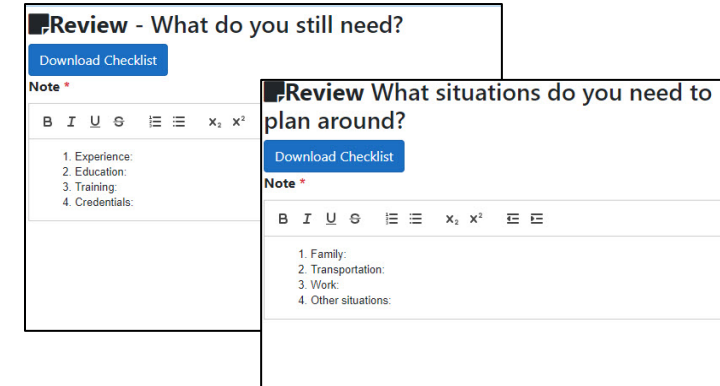 Review - What do you still need?
Download Checklist
Note *
B I U S X₂ X²
1. Experience:
2. Education:
3. Training:
4. Credentials:
Review What situations do you need to
plan around?
Download Checklist
Note *
B I U S X₂ X²
1. Family:
2. Transportation:
3. Work:
4. Other situations: